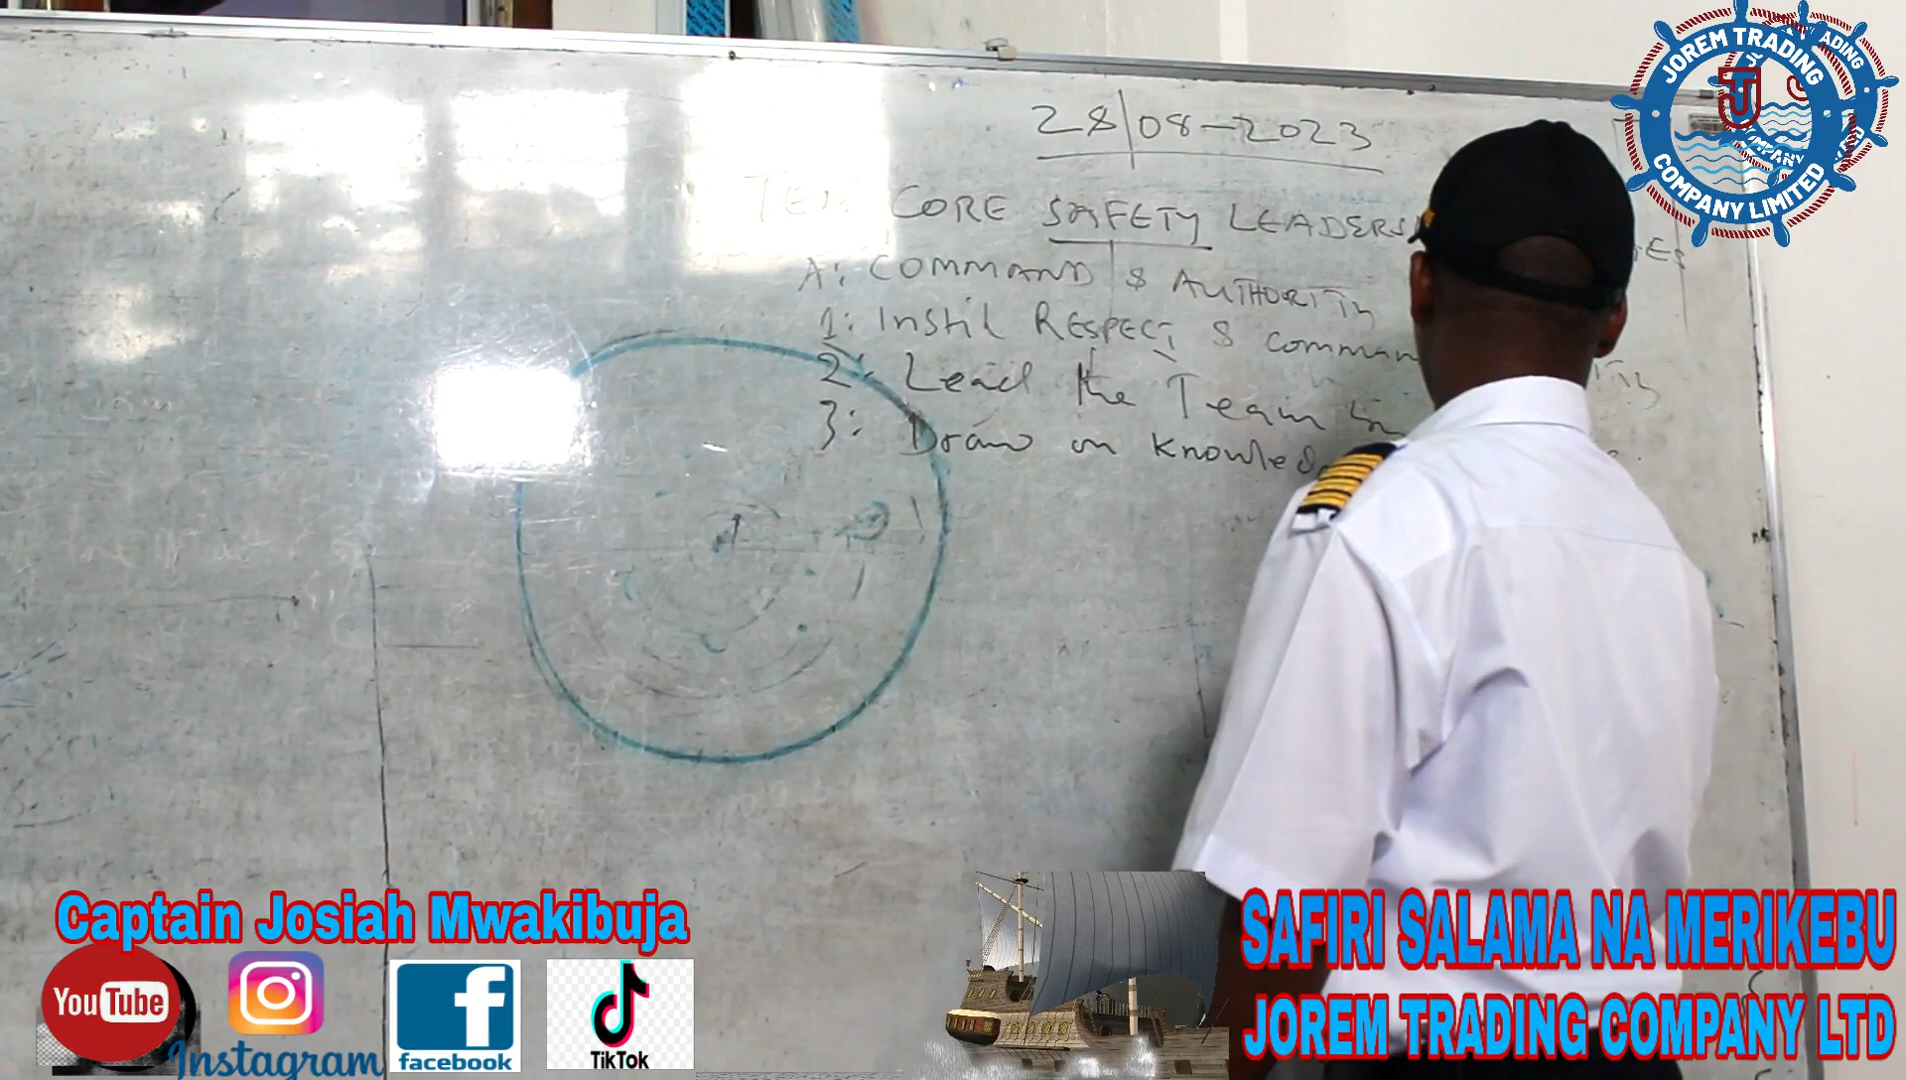 28/08-2023
TEN CORE SAFETY LEADERS
A: COMMAND & AUTHORITY
1: Instil RESPECT & comman
2: Lead the Team
3: Draw on knowled
JOREM TRADING
COMPANY LIMITED
Captain Josiah Mwakibuja
YouTube
Instagram
facebook
TikTok
SAFIRI SALAMA NA MERIKEBU
JOREM TRADING COMPANY LTD